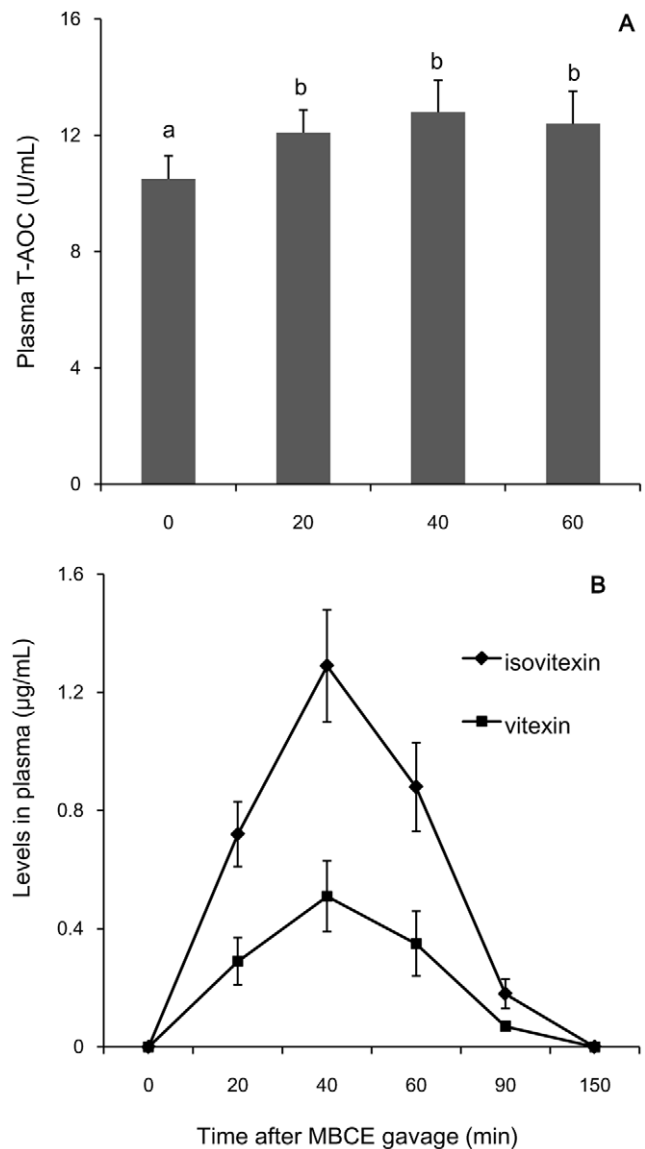 A
Plasma T-AOC (U/mL)
16
12
8
4
0
a
b
b
b
0 20 40 60
B
Levels in plasma (µg/mL)
1.6
1.2
0.8
0.4
0
isovitexin
vitexin
0 20 40 60 90 150
Time after MBCE gavage (min)